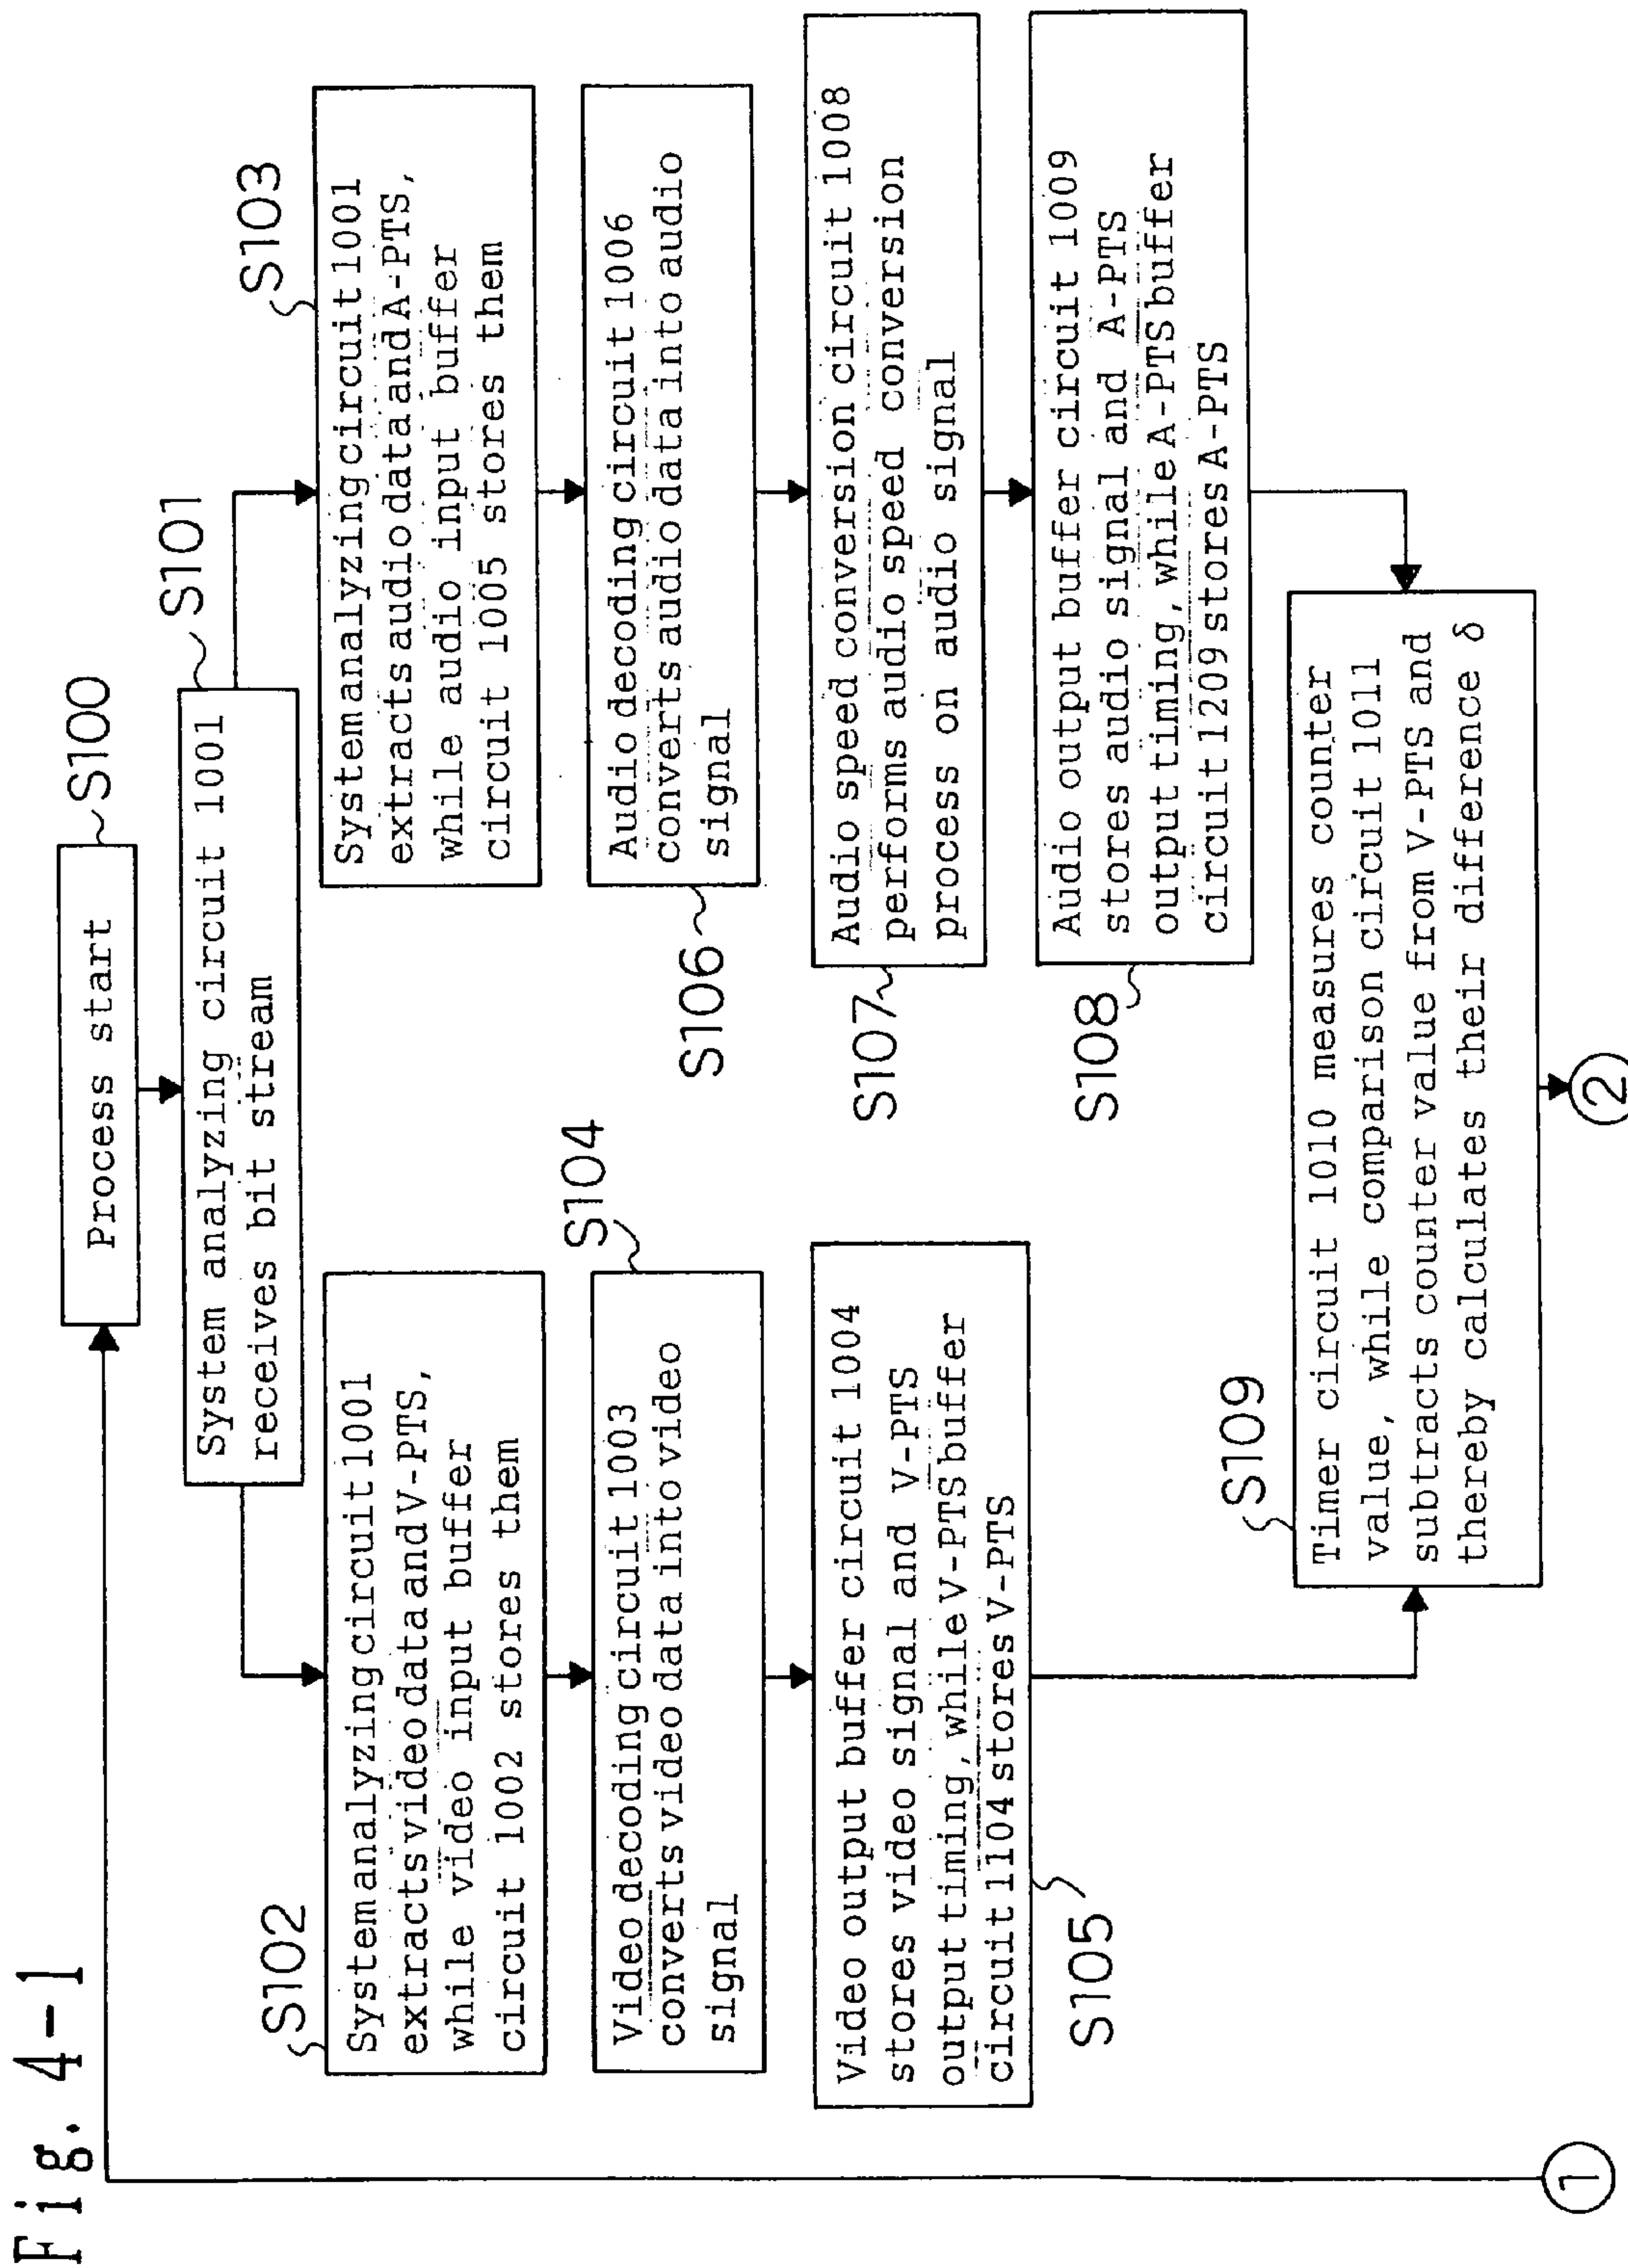 Fig. 4-1
Process start
S100
System analyzing circuit 1001
receives bit stream
S101
S102
System analyzing circuit 1001
extracts video data and V-PTS,
while video input buffer
circuit 1002 stores them
S104
Video decoding circuit 1003
converts video data into video
signal
Video output buffer circuit 1004
stores video signal and V-PTS
output timing, while V-PTS buffer
circuit 1104 stores V-PTS
S105
S103
System analyzing circuit 1001
extracts audio data and A-PTS,
while audio input buffer
circuit 1005 stores them
Audio decoding circuit 1006
converts audio data into audio
signal
S106
Audio speed conversion circuit 1008
performs audio speed conversion
process on audio signal
S107
Audio output buffer circuit 1009
stores audio signal and A-PTS
output timing, while A-PTS buffer
circuit 1209 stores A-PTS
S108
S109
Timer circuit 1010 measures counter
value, while comparison circuit 1011
subtracts counter value from V-PTS and
thereby calculates their difference δ
1
2